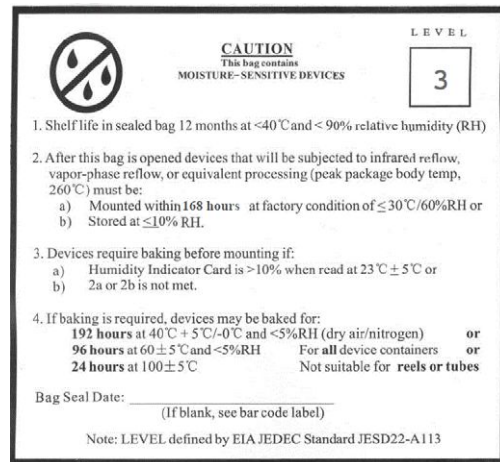 LEVEL
3
CAUTION
This bag contains
MOISTURE-SENSITIVE DEVICES
1. Shelf life in sealed bag 12 months at <40℃and < 90% relative humidity (RH)
2. After this bag is opened devices that will be subjected to infrared reflow,
vapor-phase reflow, or equivalent processing (peak package body temp,
260℃) must be:
a) Mounted within 168 hours at factory condition of ≤30℃/60%RH or
b) Stored at ≤10% RH.
3. Devices require baking before mounting if:
a) Humidity Indicator Card is >10% when read at 23℃±5℃ or
b) 2a or 2b is not met.
4. If baking is required, devices may be baked for:
192 hours at 40℃ + 5℃/-0℃ and <5%RH (dry air/nitrogen) or
96 hours at 60±5℃and<5%RH For all device containers or
24 hours at 100±5℃ Not suitable for reels or tubes
Bag Seal Date: ____________________
(If blank, see bar code label)
Note: LEVEL defined by EIA JEDEC Standard JESD22-A113